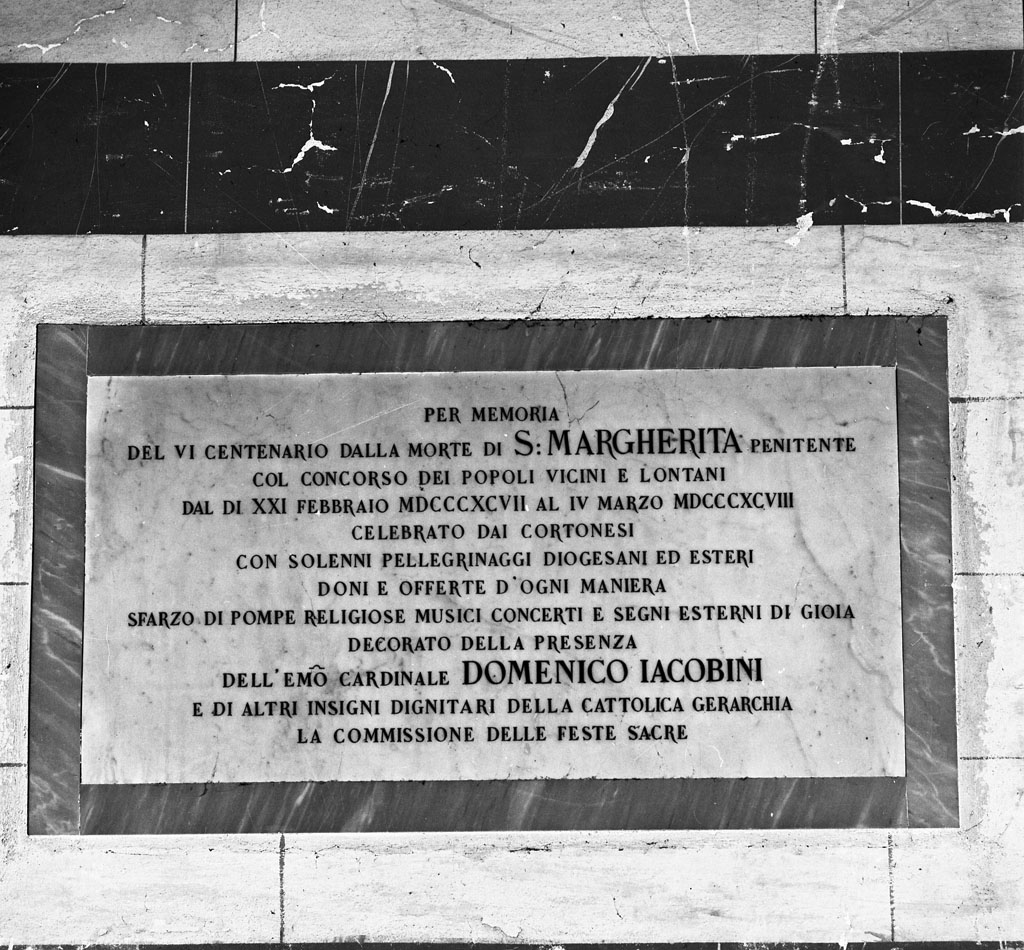 PER MEMORIA
DEL VI CENTENARIO DALLA MORTE DI S: MARGHERITA PENITENTE
COL CONCORSO DEI POPOLI VICINI E LONTANI
DAL DI XXI FEBBRAIO MDCCCXCVII AL IV MARZO MDCCCXCVIII
CELEBRATO DAI CORTONESI
CON SOLENNI PELLEGRINAGGI DIOGESANI ED ESTERI
DONI E OFFERTE D'OGNI MANIERA
SFARZO DI POMPE RELIGIOSE MUSICI CONCERTI E SEGNI ESTERNI DI GIOIA
DECORATO DELLA PRESENZA
DELL'EMÕ CARDINALE DOMENICO IACOBINI
E DI ALTRI INSIGNI DIGNITARI DELLA CATTOLICA GERARCHIA
LA COMMISSIONE DELLE FESTE SACRE